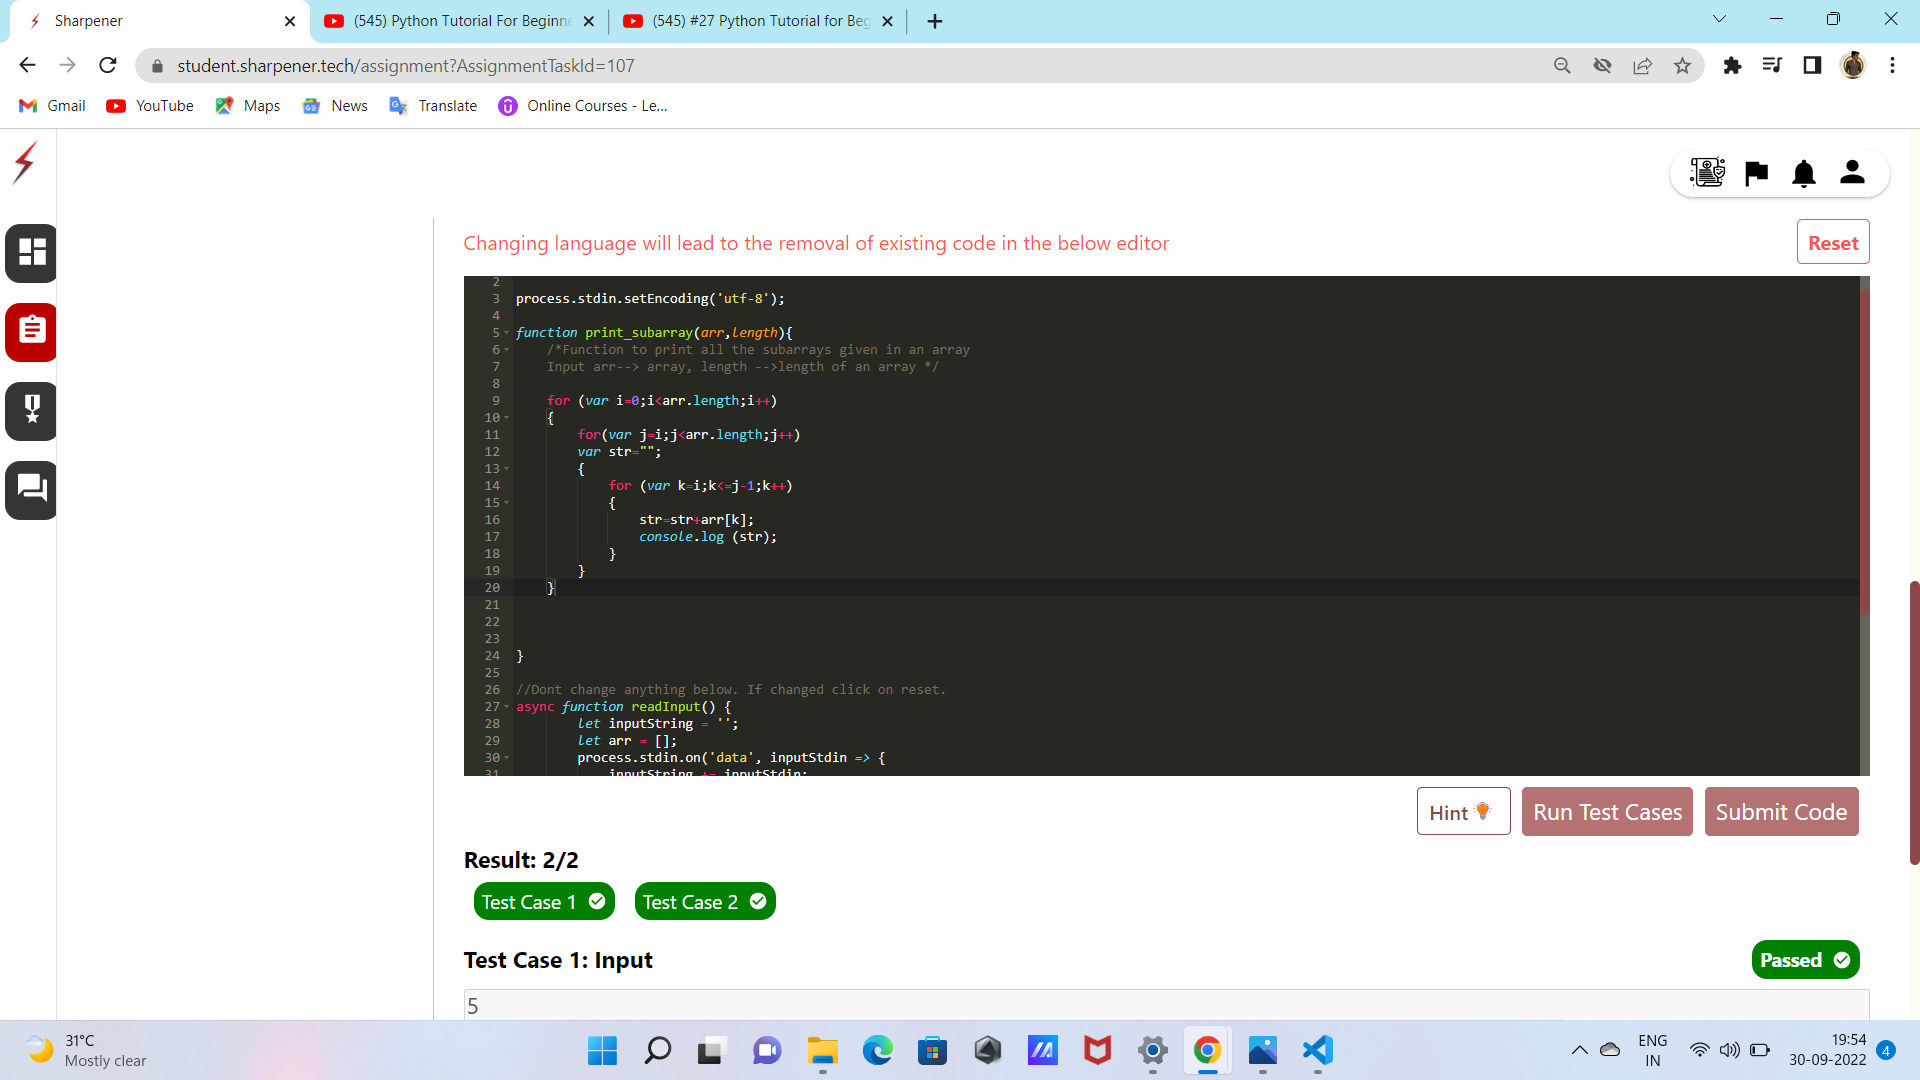 Sharpener
(545) Python Tutorial For Beginne
(545) #27 Python Tutorial for Beg
student.sharpener.tech/assignment?AssignmentTaskId=107
Gmail
YouTube
Maps
News
Translate
Online Courses - Le...
Changing language will lead to the removal of existing code in the below editor
Reset
2
3 process.stdin.setEncoding('utf-8');
4
5 function print_subarray(arr,length){
6 /*Function to print all the subarrays given in an array
7 Input arr--> array, length -->length of an array */
8
9 for (var i=0;i<arr.length;i++)
10 {
11 for(var j=i;j<arr.length;j++)
12 var str="";
13 {
14 for (var k=i;k<=j-1;k++)
15 {
16 str=str+arr[k];
17 console.log (str);
18 }
19 }
20 }
21
22
23
24 }
25
26 //Dont change anything below. If changed click on reset.
27 async function readInput() {
28 let inputString = '';
29 let arr = [];
30 process.stdin.on('data', inputStdin => {
31 inputString += inputStdin;
Hint
Run Test Cases
Submit Code
Result: 2/2
Test Case 1
Test Case 2
Test Case 1: Input
Passed
5
31°C
Mostly clear
ENG
IN
19:54
30-09-2022
4